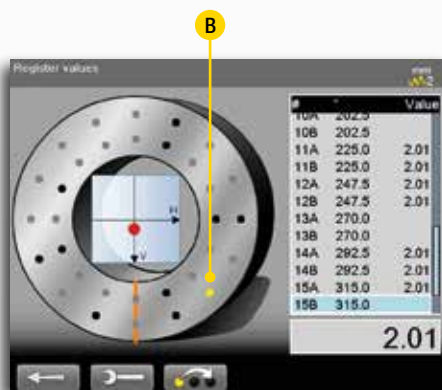 B
Register values
mm
# ° Value
10A 202.5
10B 202.5
11A 225.0 2.01
11B 225.0 2.01
12A 247.5 2.01
12B 247.5 2.01
13A 270.0
13B 270.0
14A 292.5 2.01
14B 292.5 2.01
15A 315.0 2.01
15B 315.0
2.01
H
V